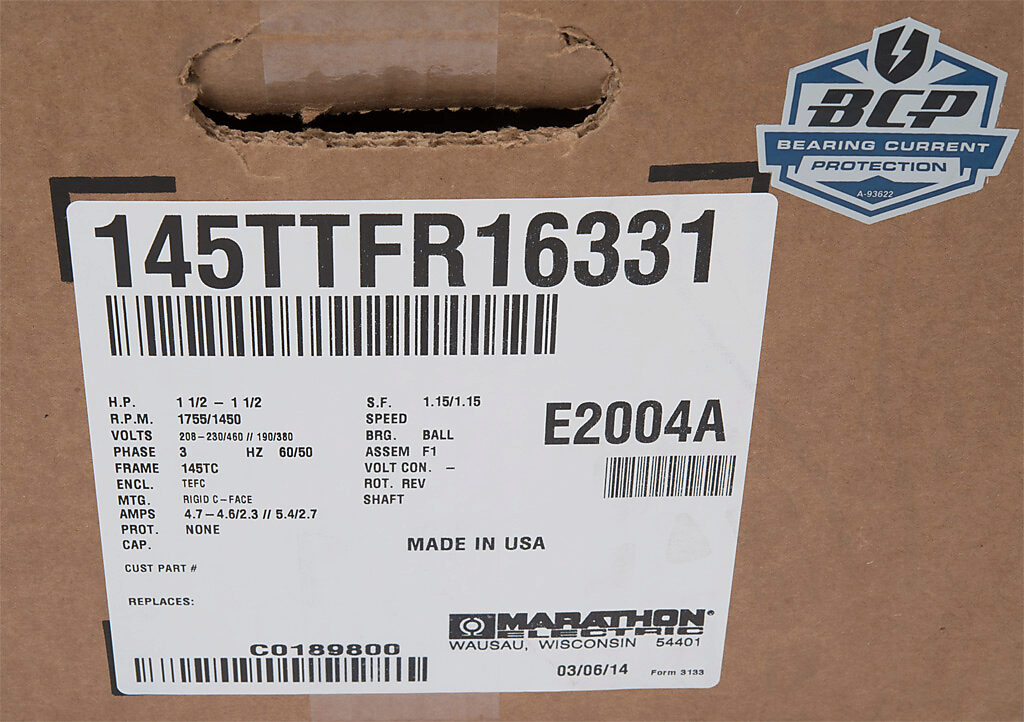 BCP
BEARING CURRENT
PROTECTION
A-93622
145TTFR16331
H.P. 1 1/2 – 1 1/2 S.F. 1.15/1.15
R.P.M. 1755/1450 SPEED
VOLTS 208–230/460 // 190/380 BRG. BALL
PHASE 3 HZ 60/50 ASSEM F1
FRAME 145TC VOLT CON. –
ENCL. TEFC ROT. REV
MTG. RIGID C–FACE SHAFT
AMPS 4.7–4.6/2.3 // 5.4/2.7
PROT. NONE
CAP.
E2004A
MADE IN USA
CUST PART #
REPLACES:
MARATHON®
ELECTRIC
WAUSAU, WISCONSIN 54401
C0189800
03/06/14 Form 3133